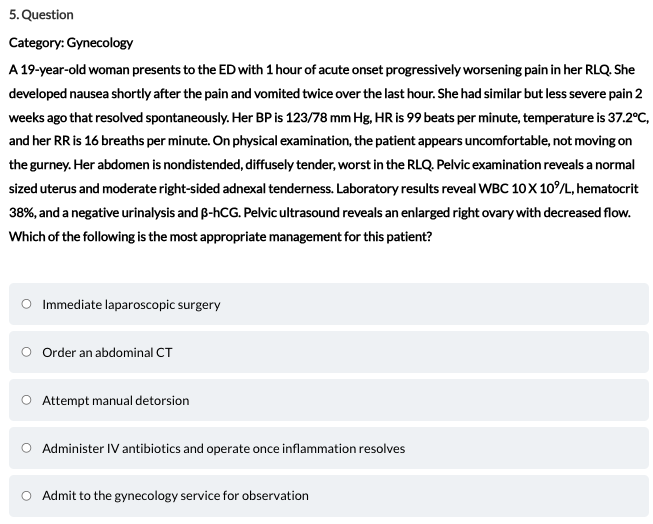 5. Question
Category: Gynecology
A 19-year-old woman presents to the ED with 1 hour of acute onset progressively worsening pain in her RLQ. She
developed nausea shortly after the pain and vomited twice over the last hour. She had similar but less severe pain 2
weeks ago that resolved spontaneously. Her BP is 123/78 mm Hg, HR is 99 beats per minute, temperature is 37.2ºC,
and her RR is 16 breaths per minute. On physical examination, the patient appears uncomfortable, not moving on
the gurney. Her abdomen is nondistended, diffusely tender, worst in the RLQ. Pelvic examination reveals a normal
sized uterus and moderate right-sided adnexal tenderness. Laboratory results reveal WBC 10 X 10⁹/L, hematocrit
38%, and a negative urinalysis and β-hCG. Pelvic ultrasound reveals an enlarged right ovary with decreased flow.
Which of the following is the most appropriate management for this patient?
Immediate laparoscopic surgery
Order an abdominal CT
Attempt manual detorsion
Administer IV antibiotics and operate once inflammation resolves
Admit to the gynecology service for observation